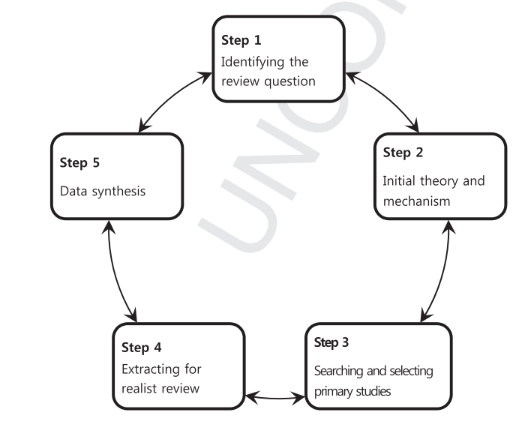 Step 1
Identifying the
review question
Step 2
Initial theory and
mechanism
Step 3
Searching and selecting
primary studies
Step 4
Extracting for
realist review
Step 5
Data synthesis